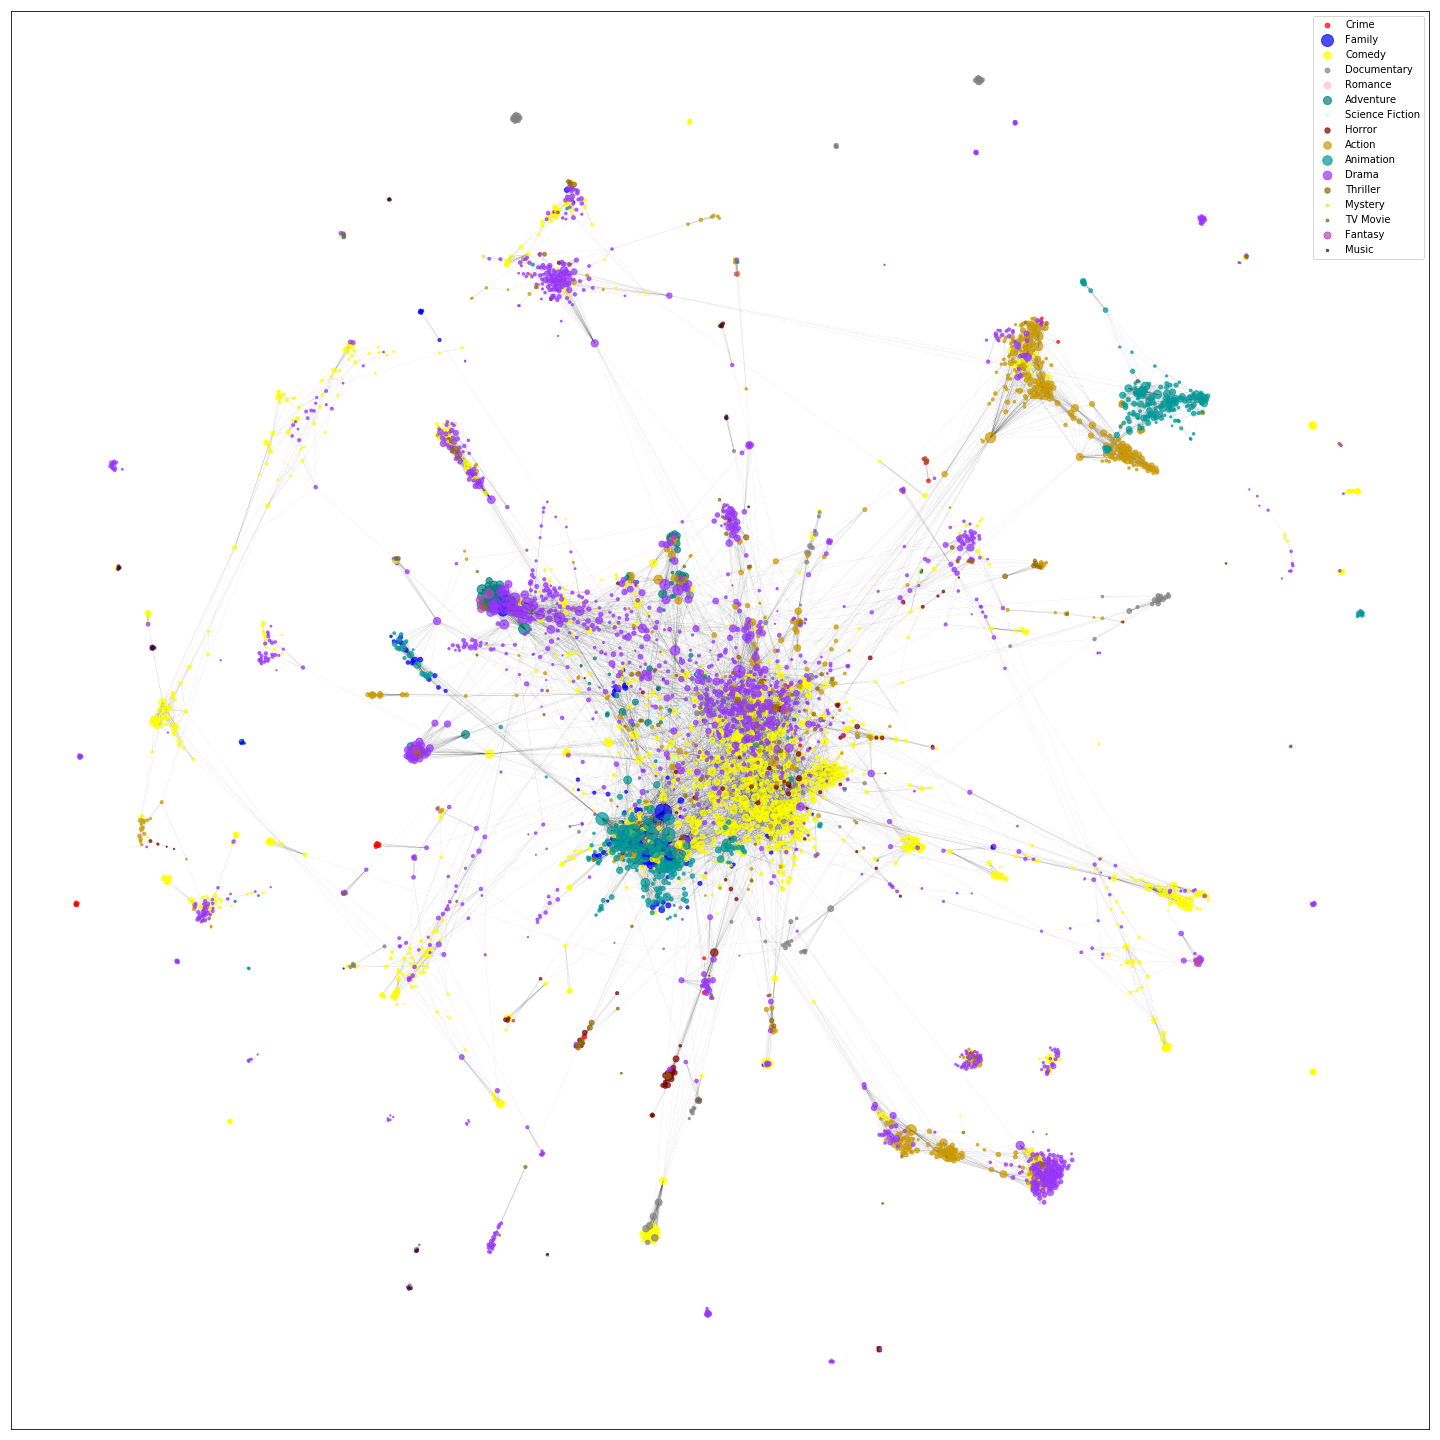 Crime
Family
Comedy
Documentary
Romance
Adventure
Science Fiction
Horror
Action
Animation
Drama
Thriller
Mystery
TV Movie
Fantasy
Music